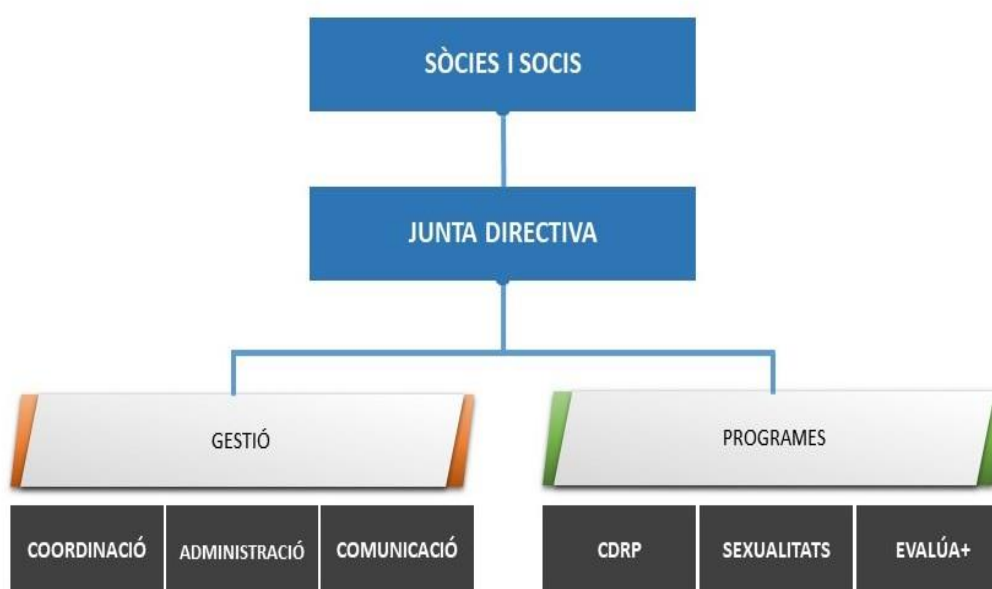 SÒCIES I SOCIS
JUNTA DIRECTIVA
GESTIÓ
PROGRAMES
COORDINACIÓ
ADMINISTRACIÓ
COMUNICACIÓ
CDRP
SEXUALITATS
EVALÚA+